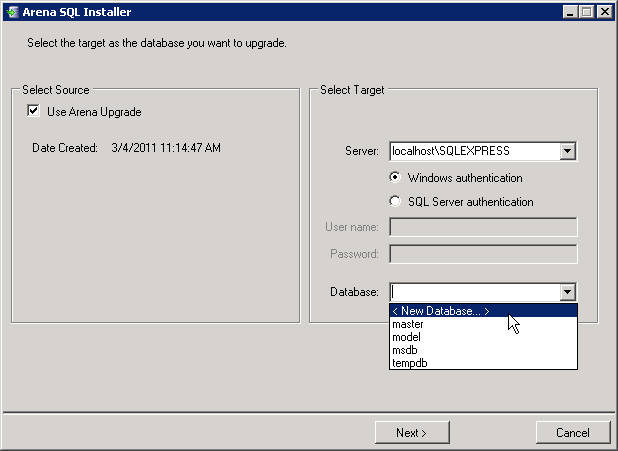 Arena SQL Installer
Select the target as the database you want to upgrade.
Select Source
Use Arena Upgrade
Date Created: 3/4/2011 11:14:47 AM
Select Target
Server: localhost\SQLEXPRESS
Windows authentication
SQL Server authentication
User name:
Password:
Database:
< New Database... >
master
model
msdb
tempdb
Next >
Cancel